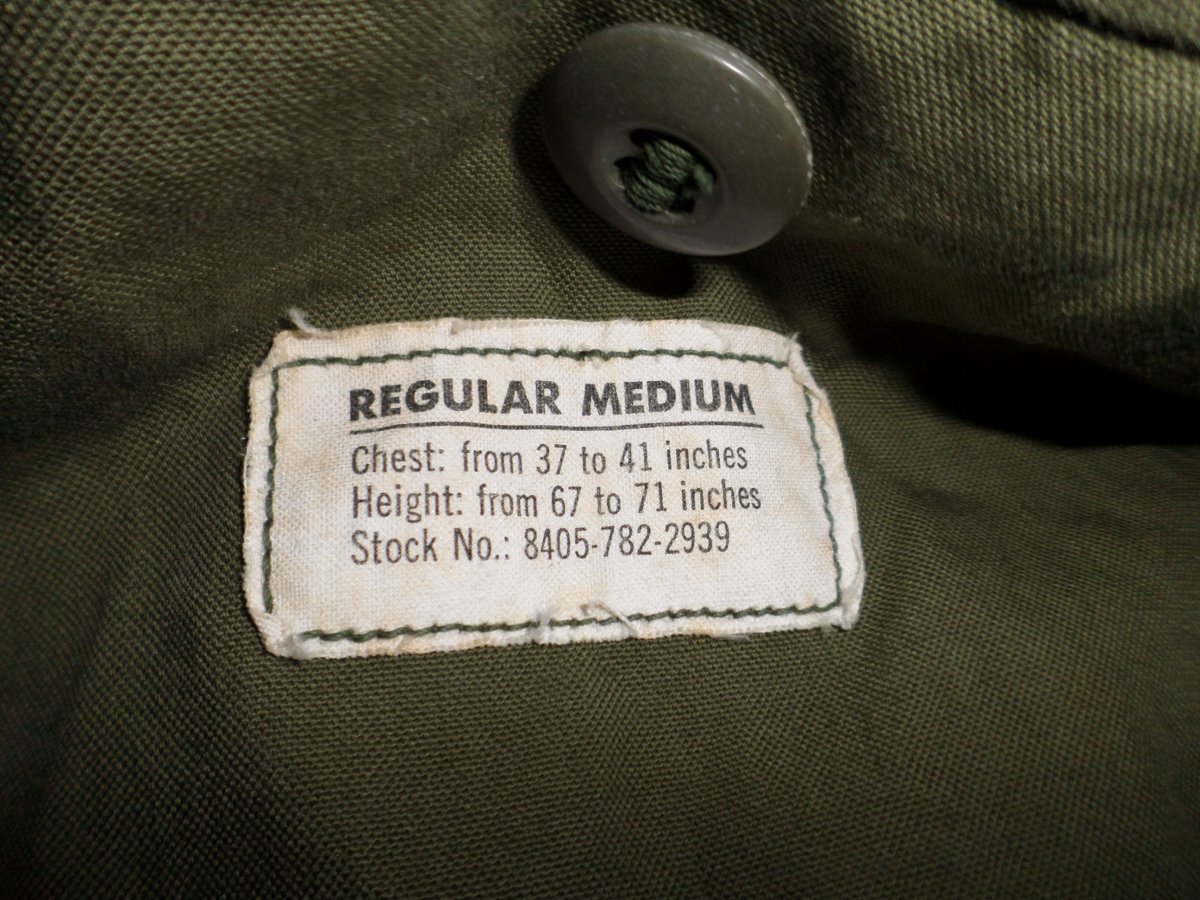 REGULAR MEDIUM
Chest: from 37 to 41 inches
Height: from 67 to 71 inches
Stock No.: 8405-782-2939